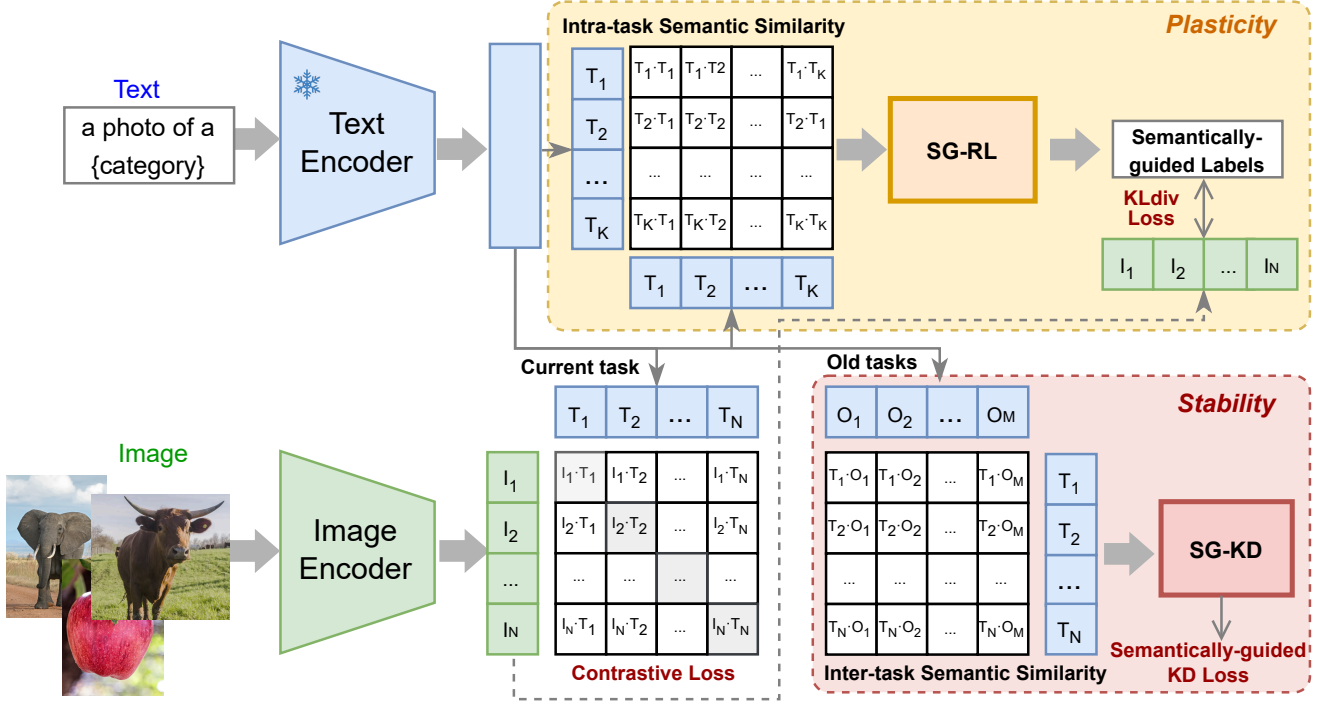 Plasticity
Intra-task Semantic Similarity
Text
a photo of a
{category}
Text
Encoder
T1
T2
...
TK
T1·T1 T1·T2 ... T1·TK
T2·T1 T2·T2 ... T2·T1
... ... ... ...
TK·T1 TK·T2 ... TK·TK
T1 T2 ... TK
SG-RL
Semantically-
guided Labels
KLdiv
Loss
I1 I2 ... IN
Current task
Old tasks
Stability
T1 T2 ... TN
O1 O2 ... OM
Image
Image
Encoder
I1
I2
...
IN
I1·T1 I1·T2 ... I1·TN
I2·T1 I2·T2 ... I2·TN
... ... ... ...
IN·T1 IN·T2 ... IN·TN
Contrastive Loss
T1·O1 T1·O2 ... T1·OM
T2·O1 T2·O2 ... T2·OM
... ... ... ...
TN·O1 TN·O2 ... TN·OM
T1
T2
...
TN
SG-KD
Inter-task Semantic Similarity
Semantically-guided
KD Loss